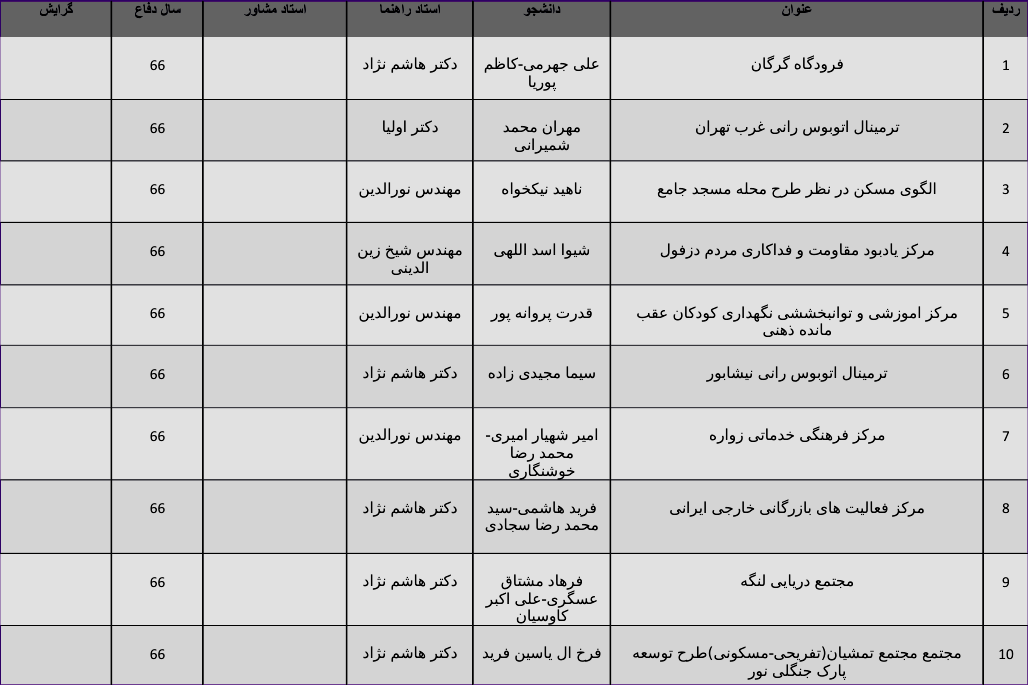 ردیف عنوان دانشجو استاد راهنما استاد مشاور سال دفاع گرایش
1 فرودگاه گرگان علی جهرمی-کاظم پوریا دکتر هاشم نژاد 66
2 ترمینال اتوبوس رانی غرب تهران مهران محمد شمیرانی دکتر اولیا 66
3 الگوی مسکن در نظر طرح محله مسجد جامع ناهید نیکخواه مهندس نورالدین 66
4 مرکز یادبود مقاومت و فداکاری مردم دزفول شیوا اسد اللهی مهندس شیخ زین الدینی 66
5 مرکز اموزشی و توانبخششی نگهداری کودکان عقب مانده ذهنی قدرت پروانه پور مهندس نورالدین 66
6 ترمینال اتوبوس رانی نیشابور سیما مجیدی زاده دکتر هاشم نژاد 66
7 مرکز فرهنگی خدماتی زواره امیر شهیار امیری-محمد رضا خوشنگاری مهندس نورالدین 66
8 مرکز فعالیت های بازرگانی خارجی ایرانی فرید هاشمی-سید محمد رضا سجادی دکتر هاشم نژاد 66
9 مجتمع دریایی لنگه فرهاد مشتاق عسگری-علی اکبر کاوسیان دکتر هاشم نژاد 66
10 مجتمع مجتمع تمشیان(تفریحی-مسکونی)طرح توسعه پارک جنگلی نور فرخ ال یاسین فرید دکتر هاشم نژاد 66